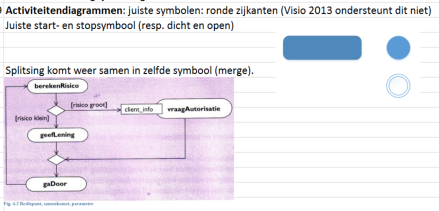 Activiteitendiagrammen: juiste symbolen: ronde zijkanten (Visio 2013 ondersteunt dit niet)
Juiste start- en stopsymbool (resp. dicht en open)
Splitsing komt weer samen in zelfde symbool (merge).
berekenRisico
[risico groot]
client_info
vraagAutorisatie
[risico klein]
geefLening
gaDoor